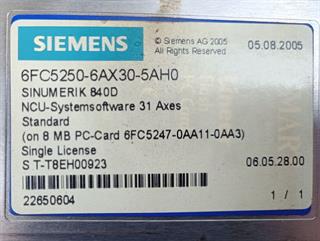 SIEMENS
© Siemens AG 2005
All Rights Reserved
05.08.2005
6FC5250-6AX30-5AH0
SINUMERIK 840D
NCU-Systemsoftware 31 Axes
Standard
(on 8 MB PC-Card 6FC5247-0AA11-0AA3)
Single License
S T-T8EH00923
06.05.28.00
22650604
1 / 1